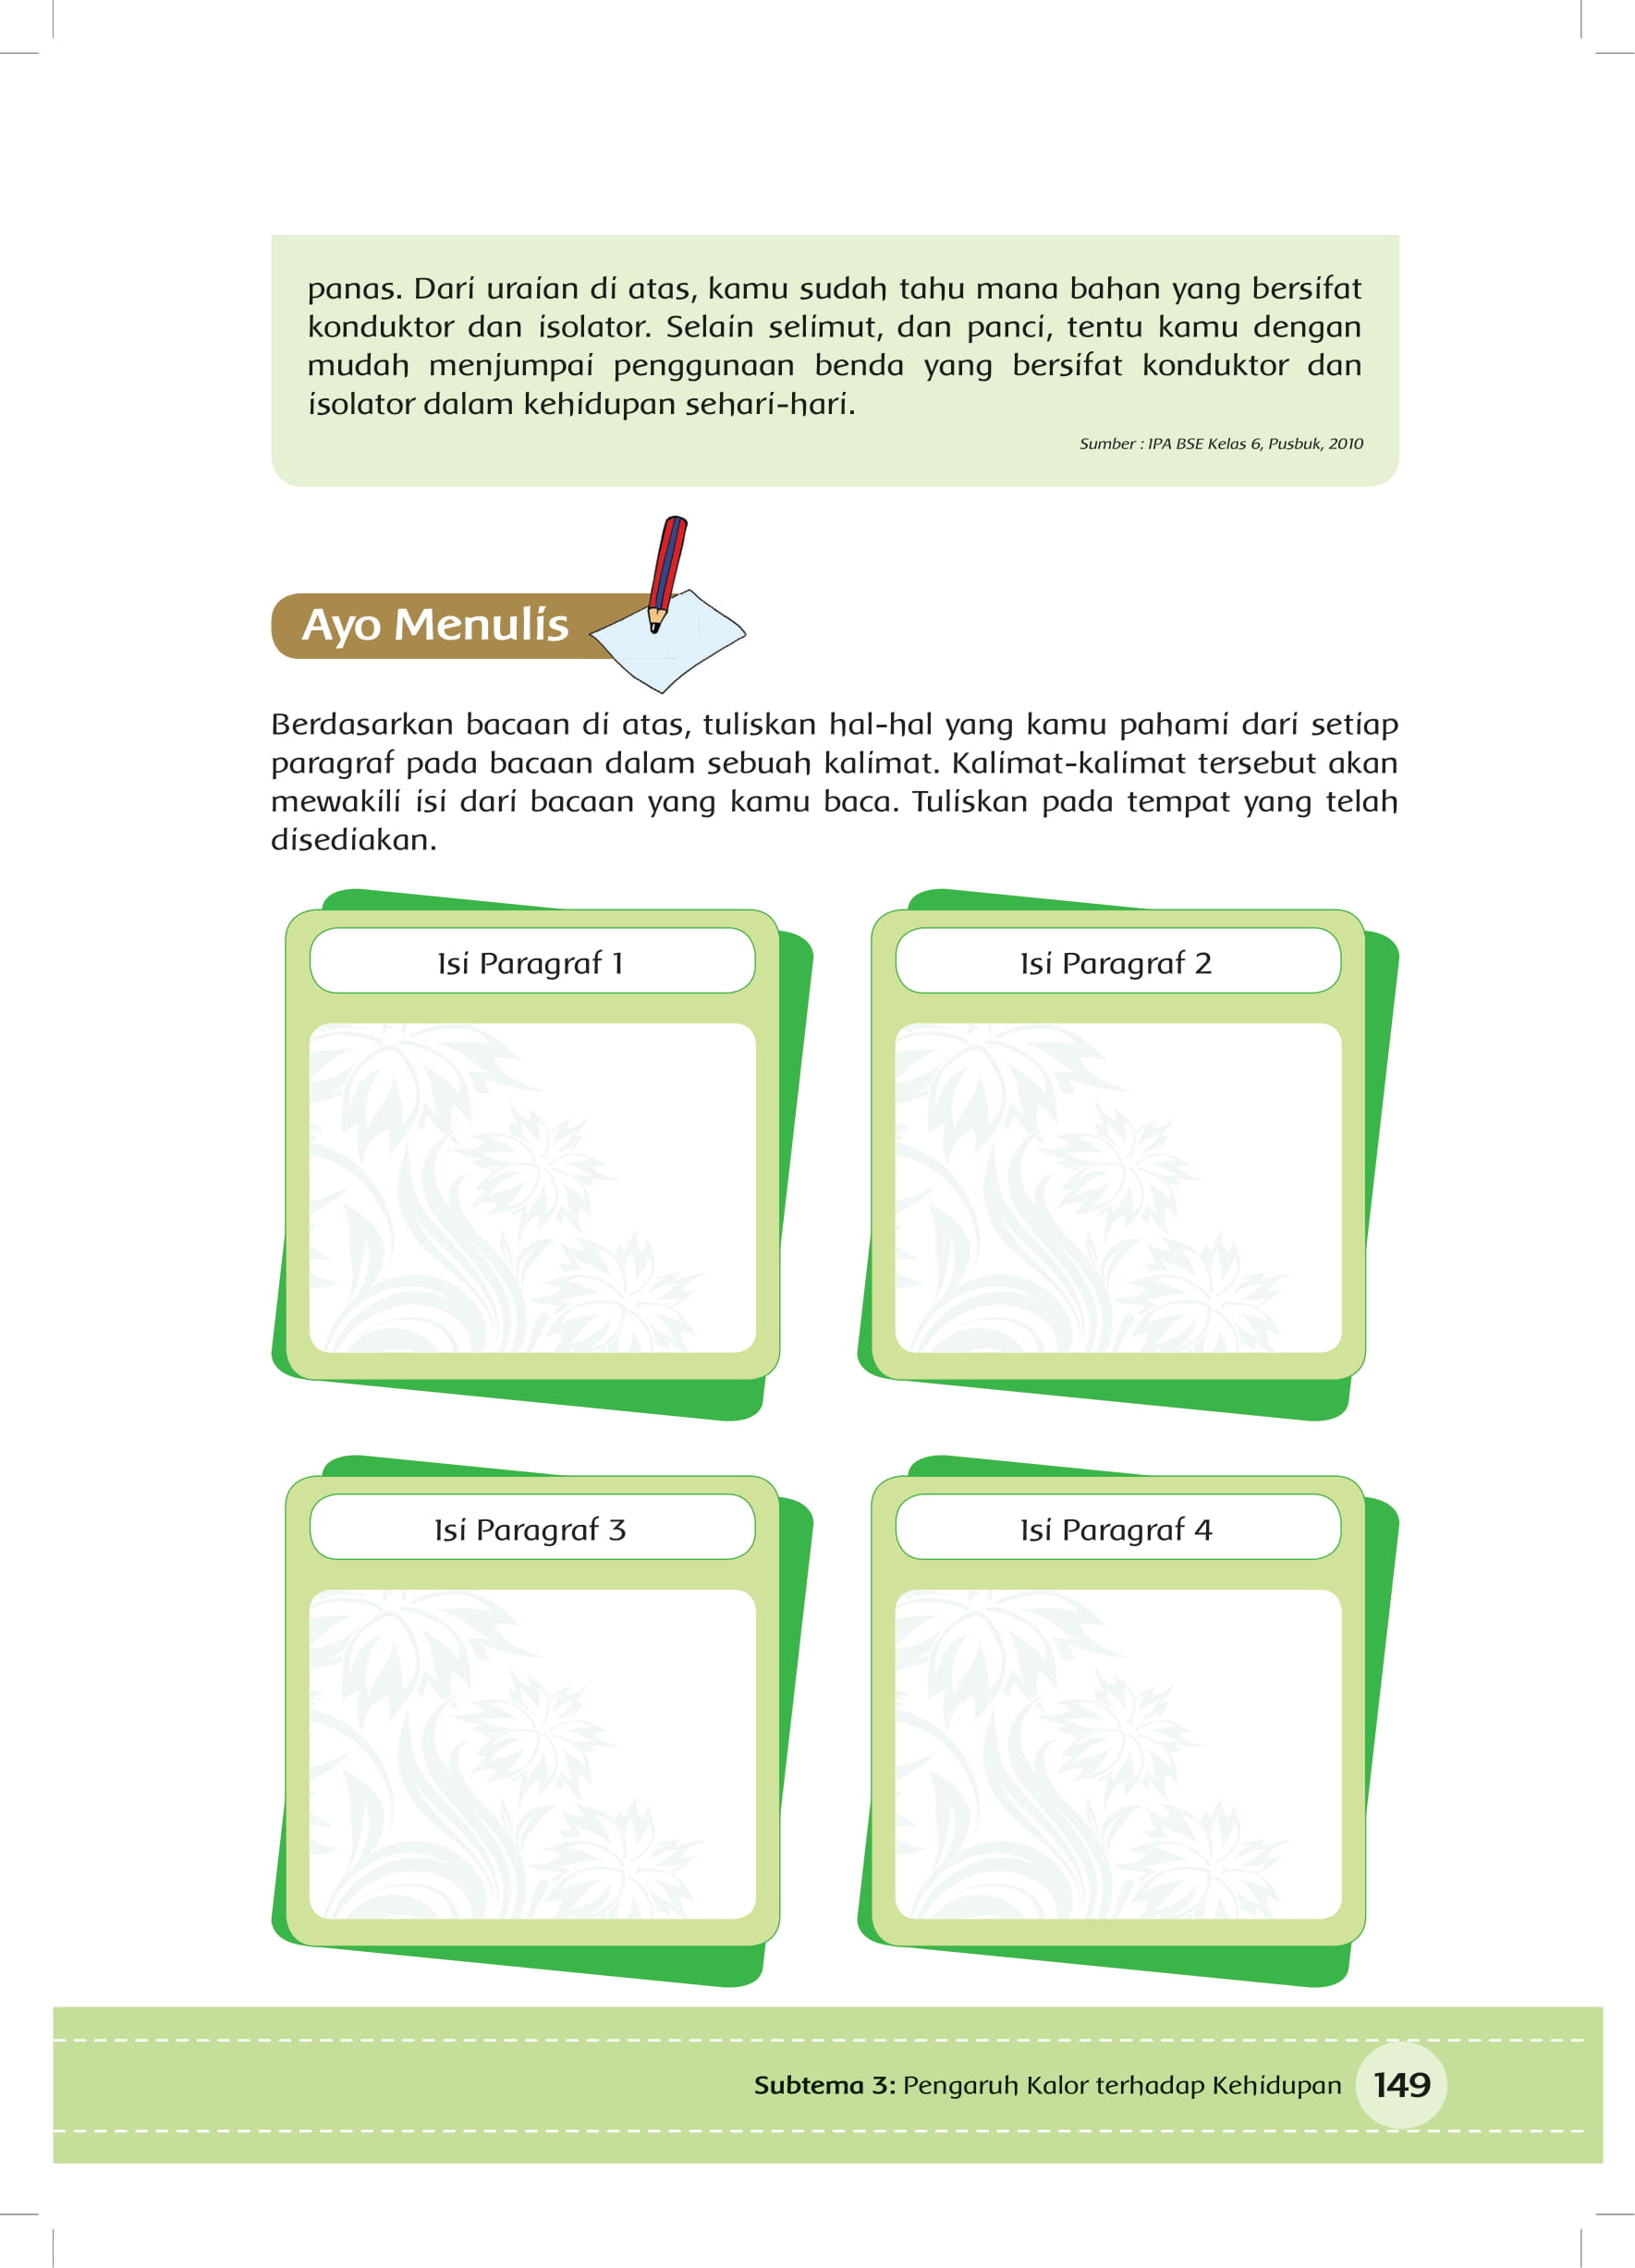 panas. Dari uraian di atas, kamu sudah tahu mana bahan yang bersifat
konduktor dan isolator. Selain selimut, dan panci, tentu kamu dengan
mudah menjumpai penggunaan benda yang bersifat konduktor dan
isolator dalam kehidupan sehari-hari.
Sumber : IPA BSE Kelas 6, Pusbuk, 2010
Ayo Menulis
Berdasarkan bacaan di atas, tuliskan hal-hal yang kamu pahami dari setiap
paragraf pada bacaan dalam sebuah kalimat. Kalimat-kalimat tersebut akan
mewakili isi dari bacaan yang kamu baca. Tuliskan pada tempat yang telah
disediakan.
Isi Paragraf 1
Isi Paragraf 2
Isi Paragraf 3
Isi Paragraf 4
Subtema 3: Pengaruh Kalor terhadap Kehidupan
149